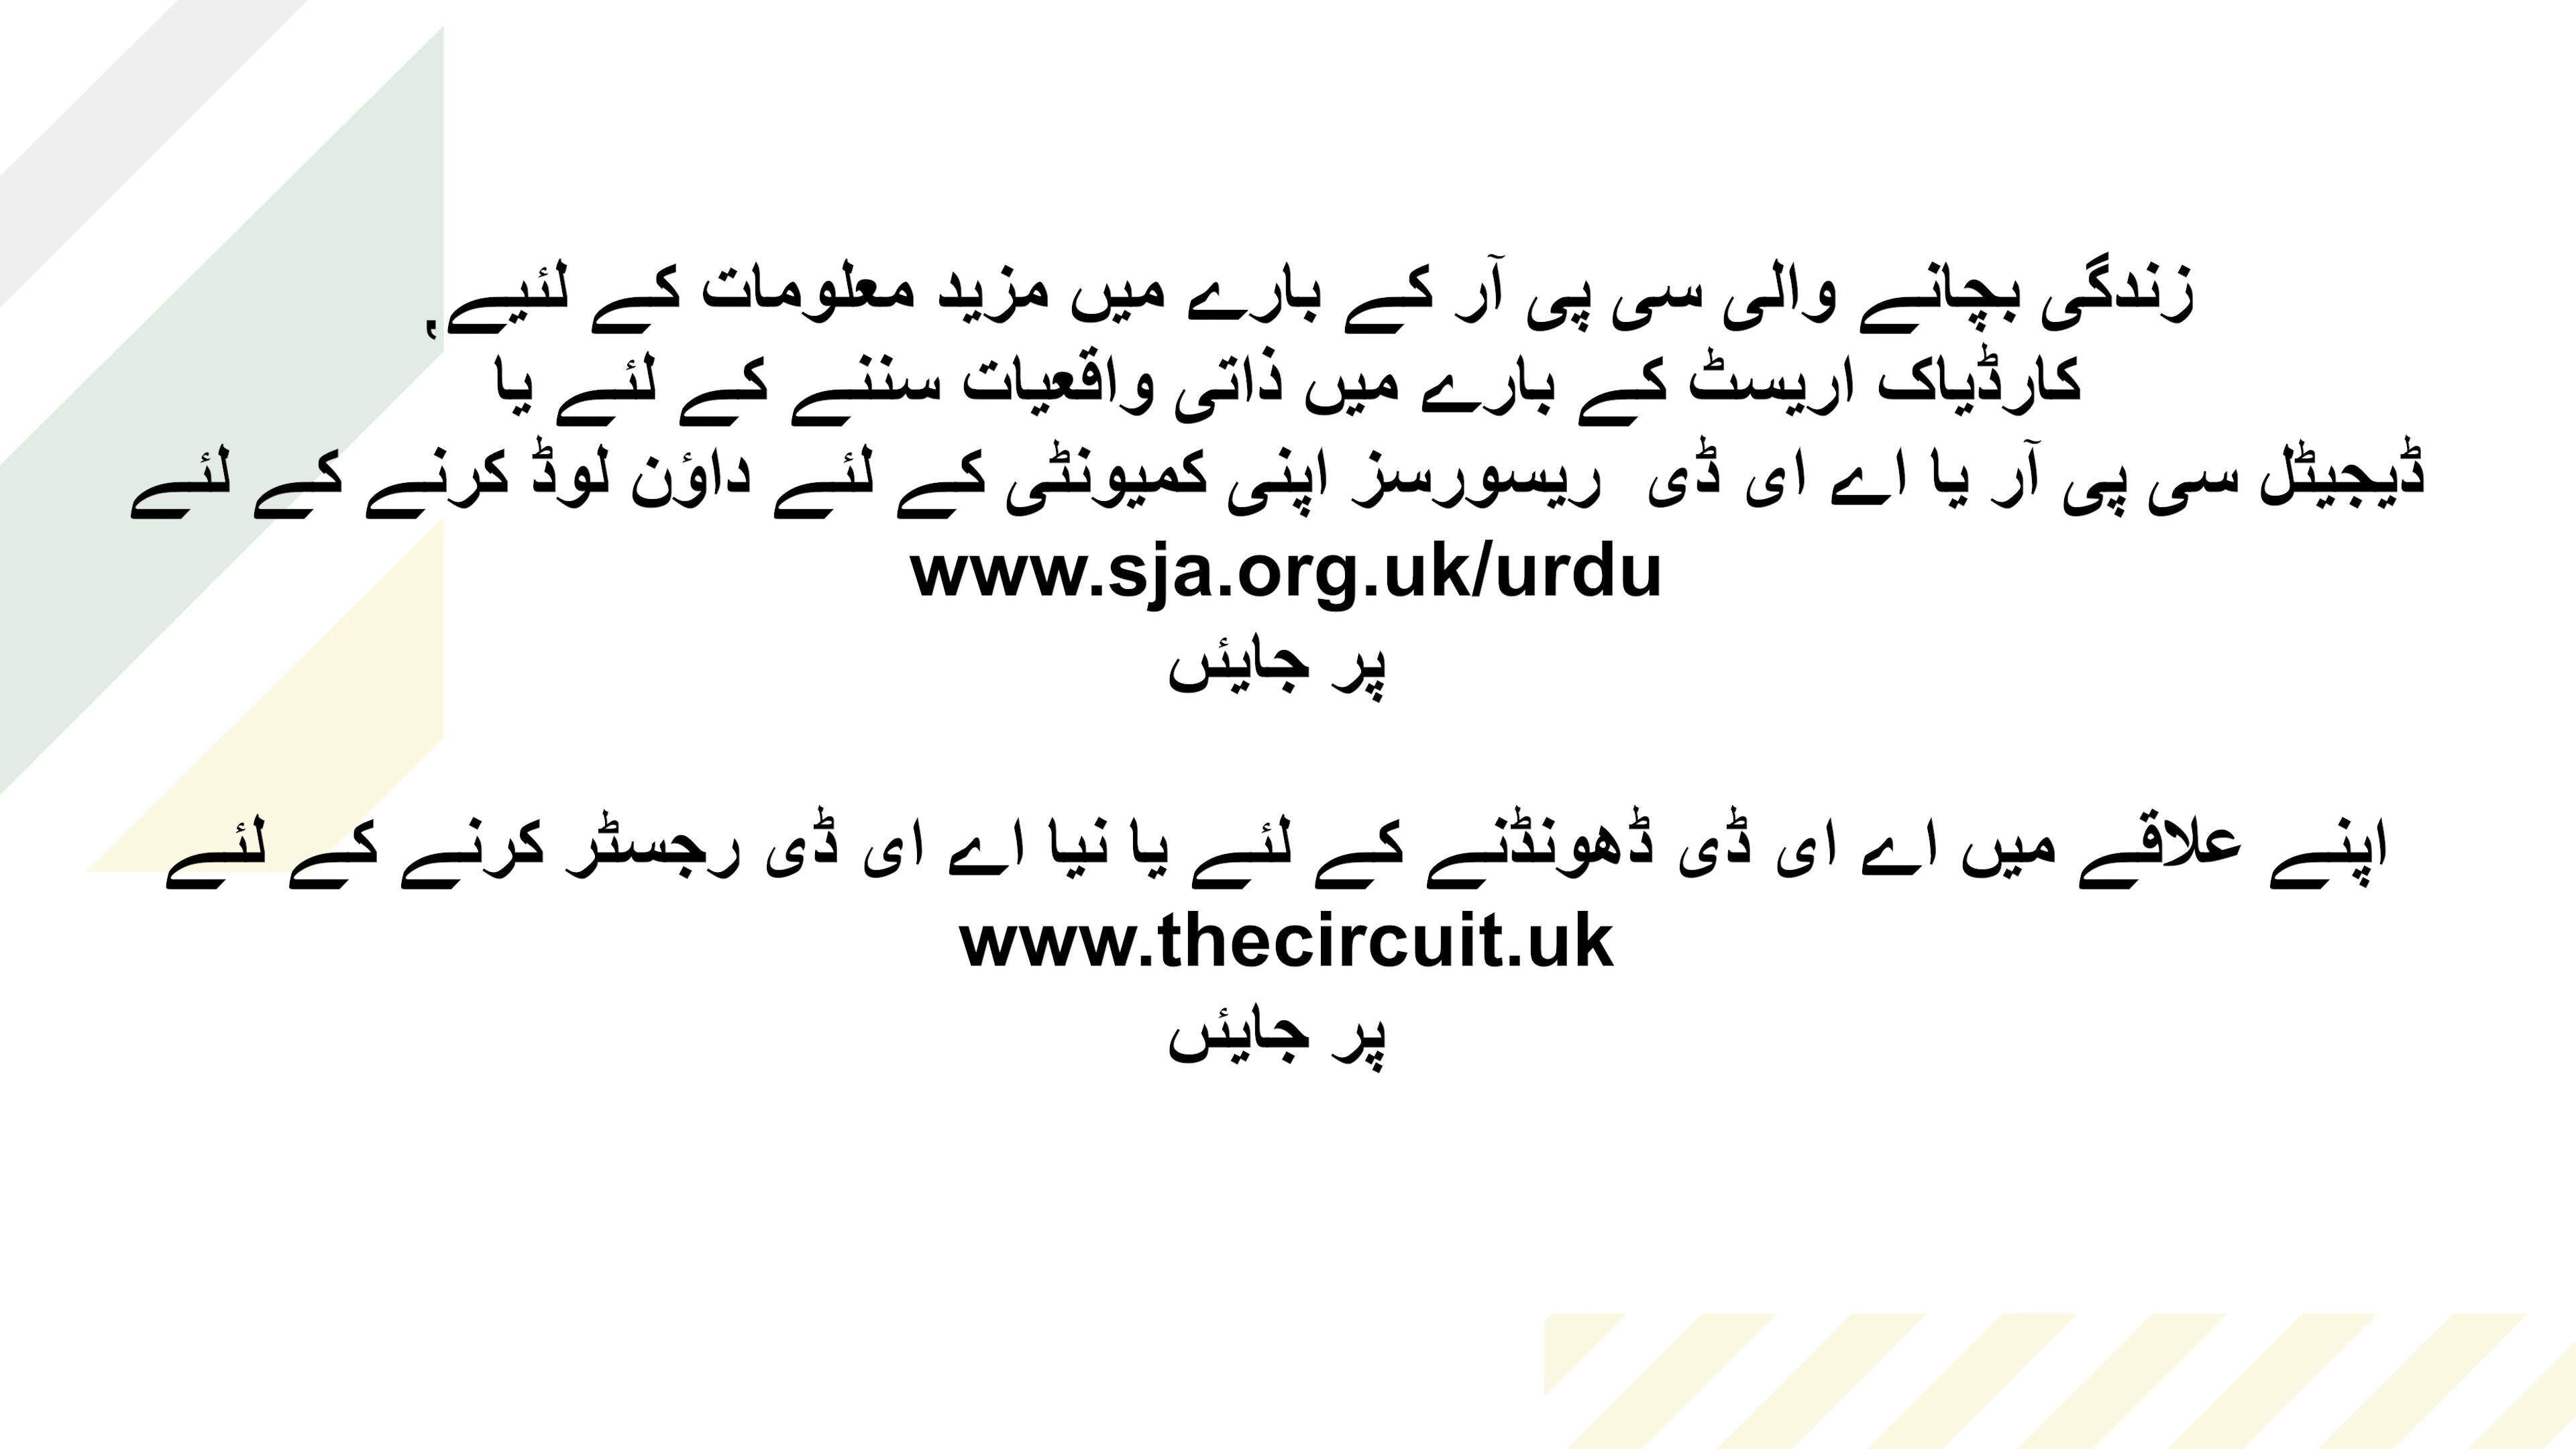 زندگی بچانے والی سی پی آر کے بارے میں مزید معلومات کے لئیے,
کارڈیاک اریسٹ کے بارے میں ذاتی واقعیات سننے کے لئے یا
ڈیجیٹل سی پی آر یا اے ای ڈی ریسورسز اپنی کمیونٹی کے لئے داؤن لوڈ کرنے کے لئے
www.sja.org.uk/urdu
پر جایئں
اپنے علاقے میں اے ای ڈی ڈھونڈنے کے لئے یا نیا اے ای ڈی رجسٹر کرنے کے لئے
www.thecircuit.uk
پر جایئں